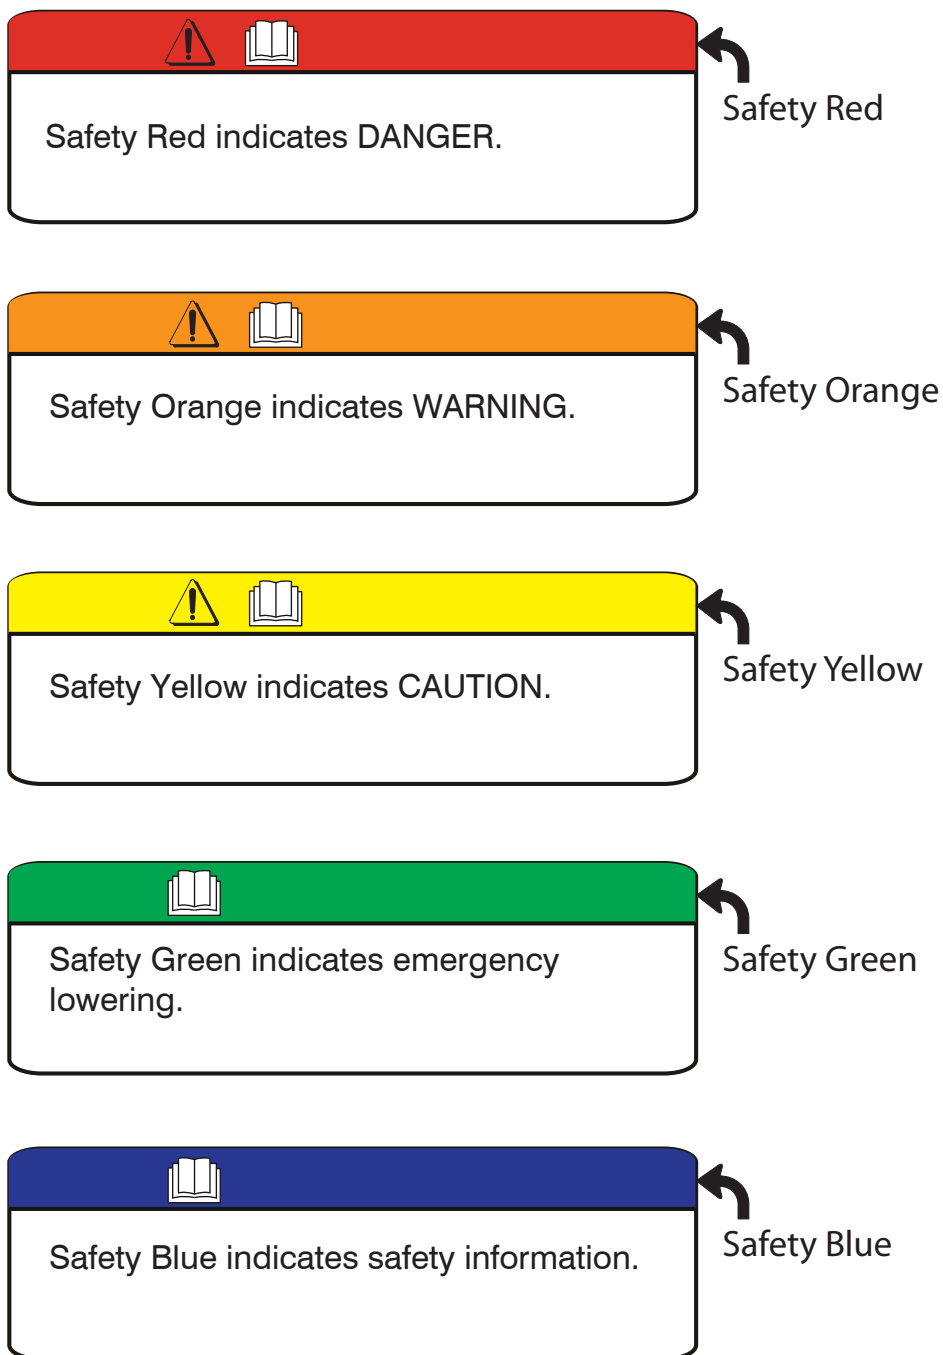 Safety Red
Safety Red indicates DANGER.
Safety Orange
Safety Orange indicates WARNING.
Safety Yellow
Safety Yellow indicates CAUTION.
Safety Green
Safety Green indicates emergency
lowering.
Safety Blue
Safety Blue indicates safety information.